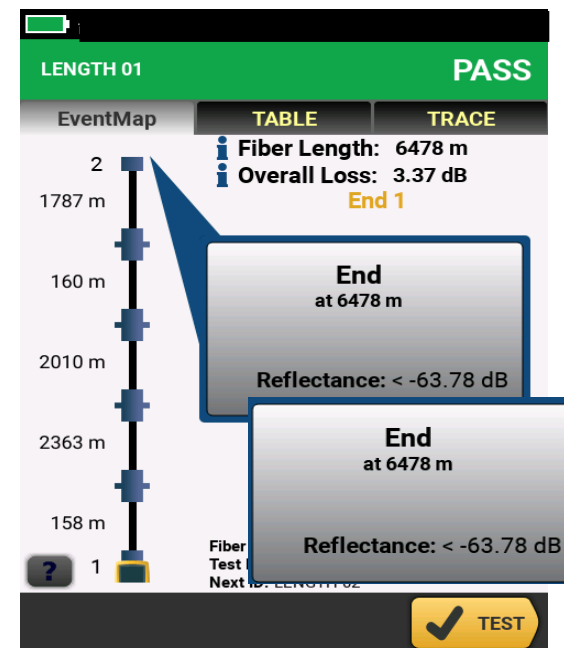 LENGTH 01
PASS
EventMap
TABLE
TRACE
Fiber Length: 6478 m
Overall Loss: 3.37 dB
End 1
2
1787 m
160 m
2010 m
2363 m
158 m
1
End
at 6478 m
Reflectance: < -63.78 dB
End
at 6478 m
Reflectance: < -63.78 dB
Fiber
Test
Next ID: LENGTH 02
?
TEST